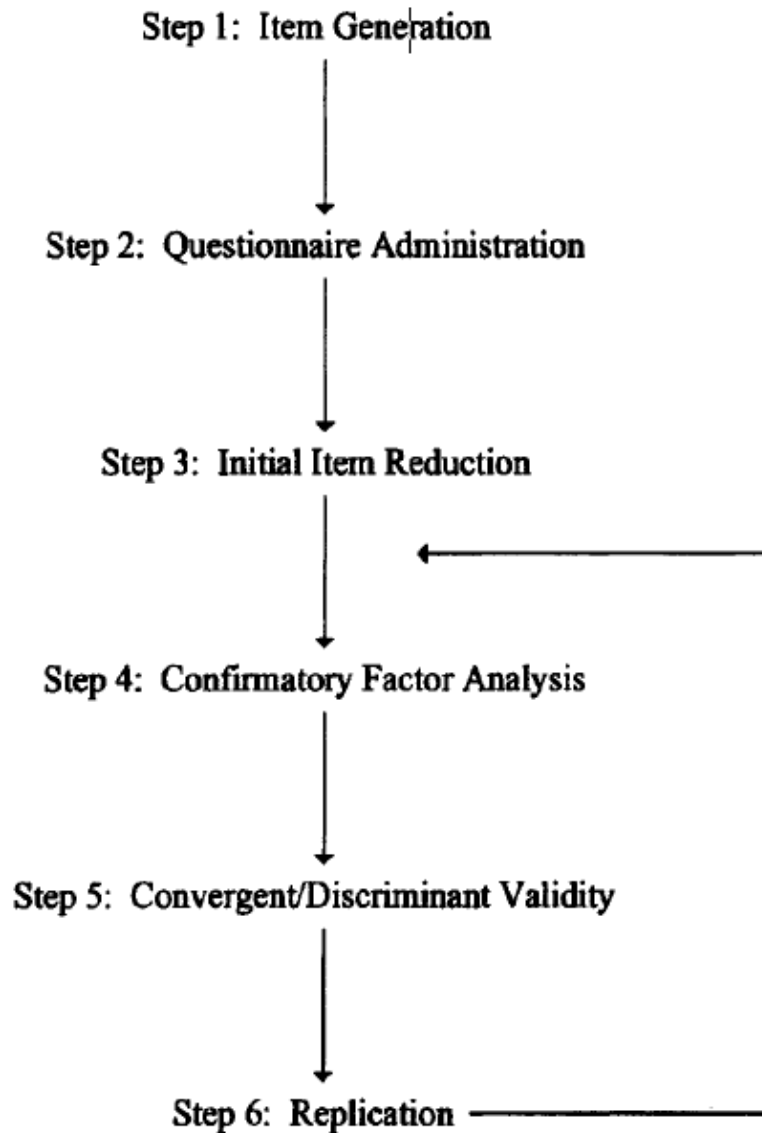 Step 1: Item Generation
Step 2: Questionnaire Administration
Step 3: Initial Item Reduction
Step 4: Confirmatory Factor Analysis
Step 5: Convergent/Discriminant Validity
Step 6: Replication